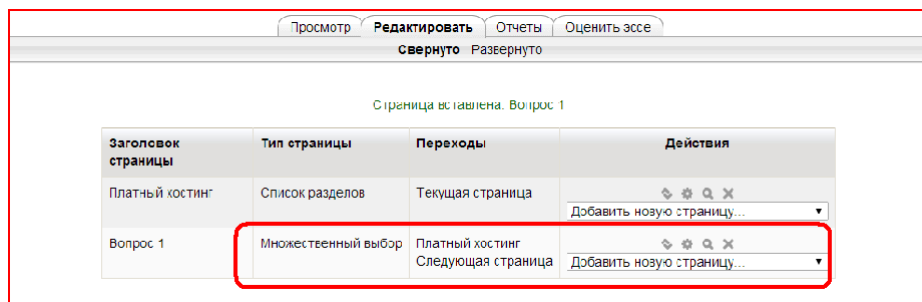 Просмотр Редактировать Отчеты Оценить эссе
Свернуто Развернуто
Страница вставлена: Вопрос 1
Заголовок страницы Тип страницы Переходы Действия
Платный хостинг Список разделов Текущая страница
Добавить новую страницу...
Вопрос 1 Множественный выбор Платный хостинг
Следующая страница Добавить новую страницу...